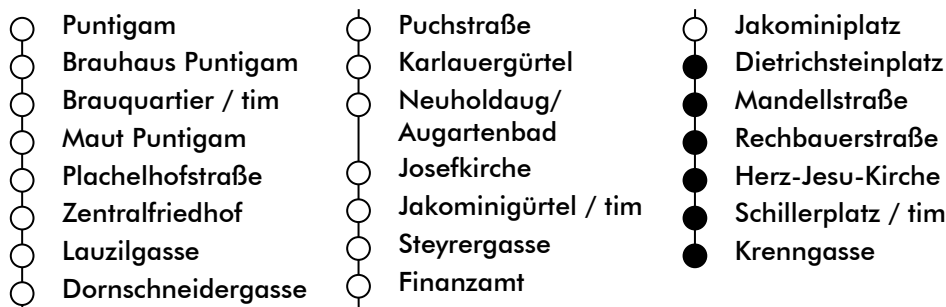 Puntigam
Brauhaus Puntigam
Brauquartier / tim
Maut Puntigam
Plachelhofstraße
Zentralfriedhof
Lauzilgasse
Dornschneidergasse
Puchstraße
Karlauergürtel
Neuholdaug/
Augartenbad
Josefkirche
Jakominigürtel / tim
Steyrergasse
Finanzamt
Jakominiplatz
Dietrichsteinplatz
Mandellstraße
Rechbauerstraße
Herz-Jesu-Kirche
Schillerplatz / tim
Krenngasse